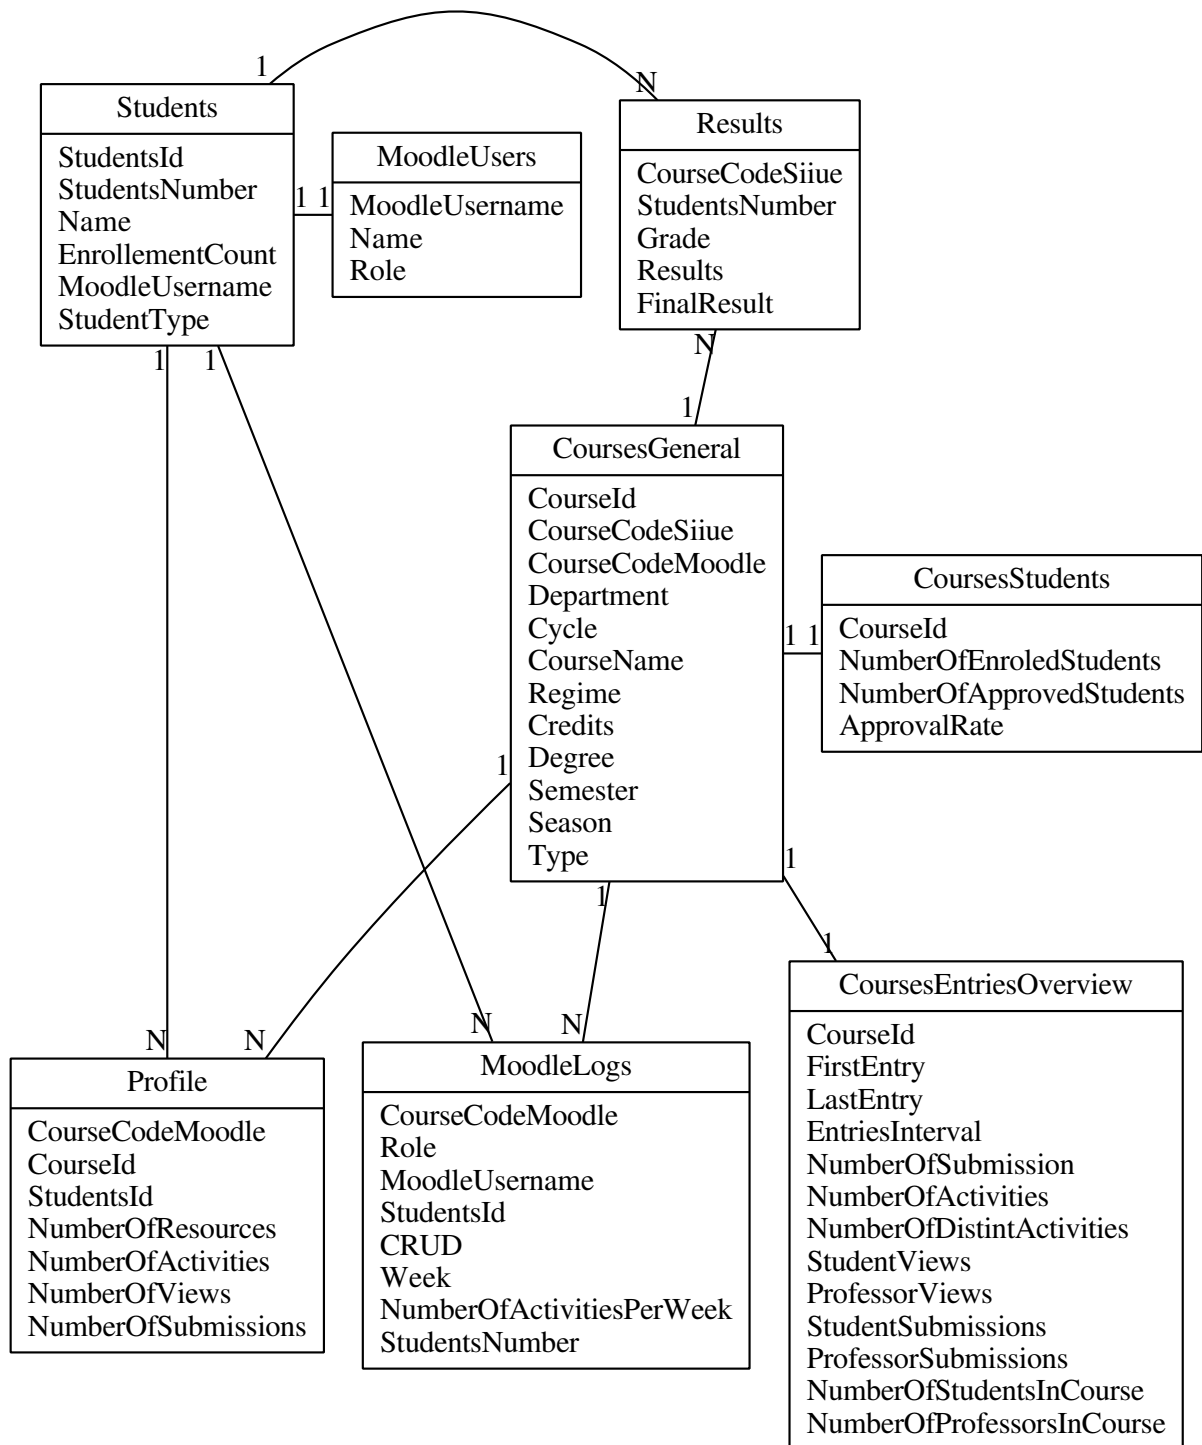 1
N
Students
StudentsId
StudentsNumber
Name
EnrollementCount
MoodleUsername
StudentType
1 1
MoodleUsers
MoodleUsername
Name
Role
Results
CourseCodeSiiue
StudentsNumber
Grade
Results
FinalResult
1
1
N
1
CoursesGeneral
CourseId
CourseCodeSiiue
CourseCodeMoodle
Department
Cycle
CourseName
Regime
Credits
Degree
Semester
Season
Type
1 1
CoursesStudents
CourseId
NumberOfEnroledStudents
NumberOfApprovedStudents
ApprovalRate
1
1
1
1
N
N
N
N
Profile
CourseCodeMoodle
CourseId
StudentsId
NumberOfResources
NumberOfActivities
NumberOfViews
NumberOfSubmissions
MoodleLogs
CourseCodeMoodle
Role
MoodleUsername
StudentsId
CRUD
Week
NumberOfActivitiesPerWeek
StudentsNumber
CoursesEntriesOverview
CourseId
FirstEntry
LastEntry
EntriesInterval
NumberOfSubmission
NumberOfActivities
NumberOfDistintActivities
StudentViews
ProfessorViews
StudentSubmissions
ProfessorSubmissions
NumberOfStudentsInCourse
NumberOfProfessorsInCourse